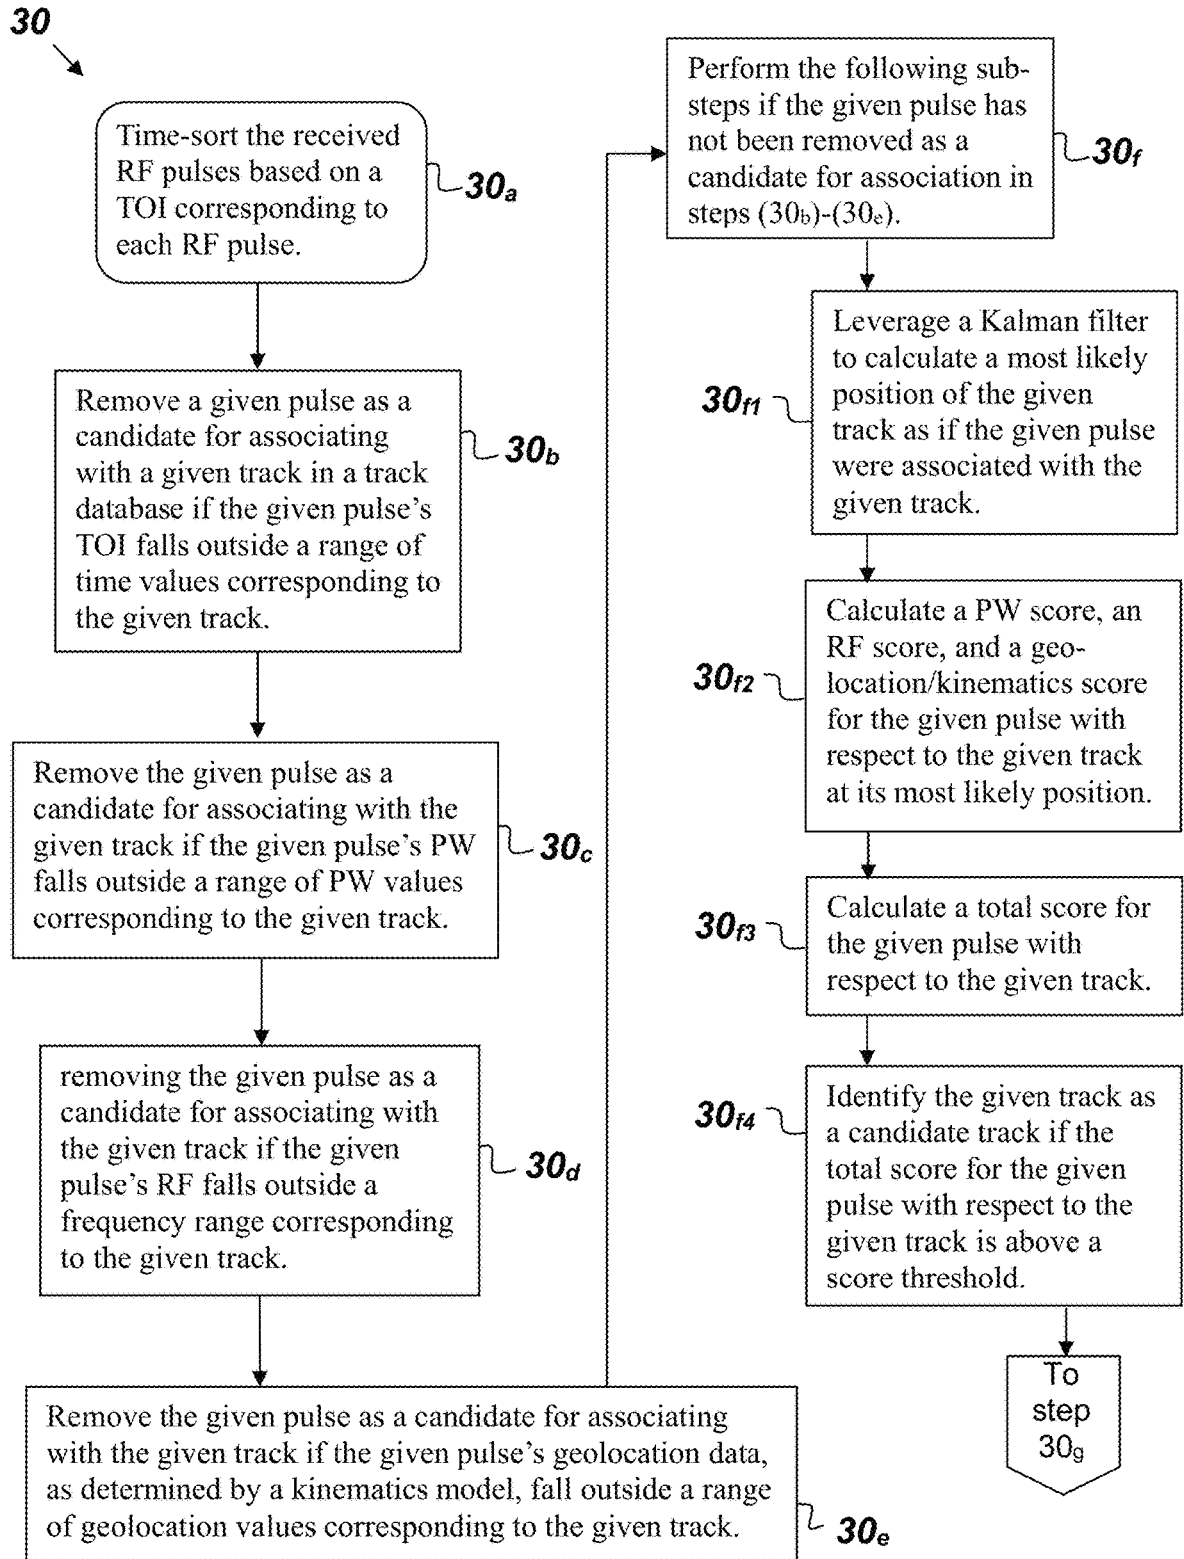 30
Time-sort the received
RF pulses based on a
TOI corresponding to
each RF pulse.
30a
Remove a given pulse as a
candidate for associating
with a given track in a track
database if the given pulse's
TOI falls outside a range of
time values corresponding to
the given track.
30b
Remove the given pulse as a
candidate for associating with the
given track if the given pulse's PW
falls outside a range of PW values
corresponding to the given track.
30c
removing the given pulse as a
candidate for associating with
the given track if the given
pulse's RF falls outside a
frequency range corresponding
to the given track.
30d
Remove the given pulse as a candidate for associating
with the given track if the given pulse's geolocation data,
as determined by a kinematics model, fall outside a range
of geolocation values corresponding to the given track.
30e
Perform the following sub-
steps if the given pulse has
not been removed as a
candidate for association in
steps (30b)-(30e).
30f
Leverage a Kalman filter
to calculate a most likely
position of the given
track as if the given pulse
were associated with the
given track.
30f1
Calculate a PW score, an
RF score, and a geo-
location/kinematics score
for the given pulse with
respect to the given track
at its most likely position.
30f2
Calculate a total score for
the given pulse with
respect to the given track.
30f3
Identify the given track as
a candidate track if the
total score for the given
pulse with respect to the
given track is above a
score threshold.
30f4
To
step
30g